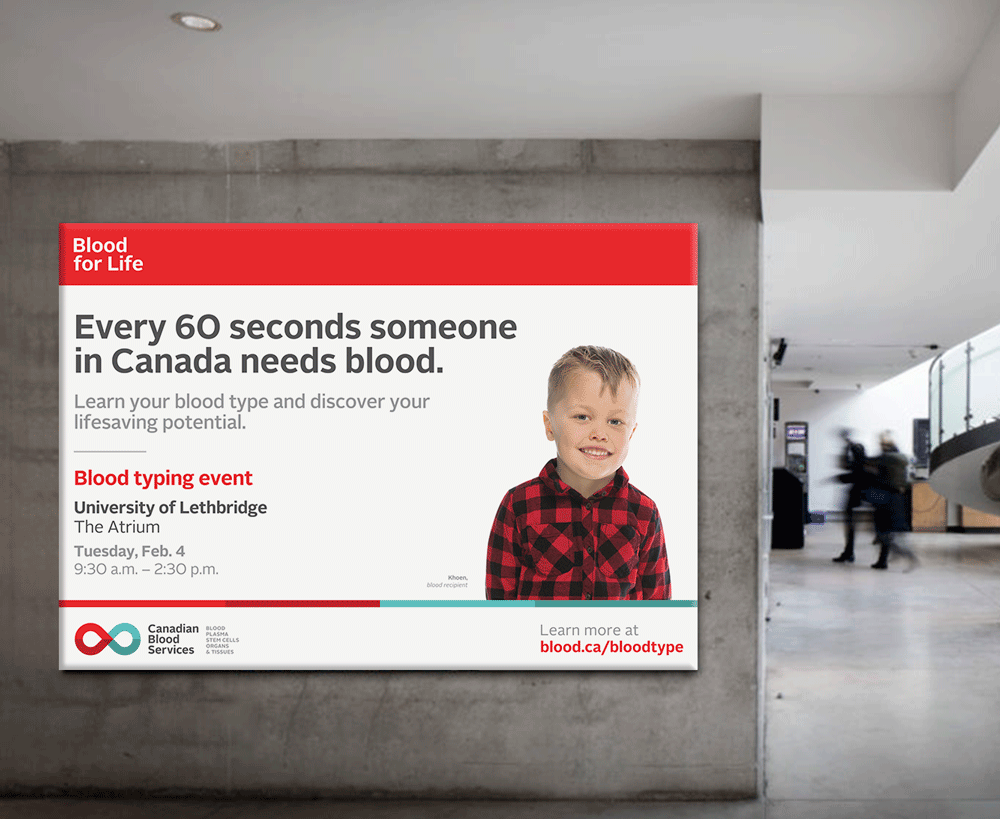 Blood
for Life
Every 60 seconds someone
in Canada needs blood.
Learn your blood type and discover your
lifesaving potential.
Blood typing event
University of Lethbridge
The Atrium
Tuesday, Feb. 4
9:30 a.m. – 2:30 p.m.
Khoen,
blood recipient
Canadian
Blood
Services
BLOOD
PLASMA
STEM CELLS
ORGANS
& TISSUES
Learn more at
blood.ca/bloodtype